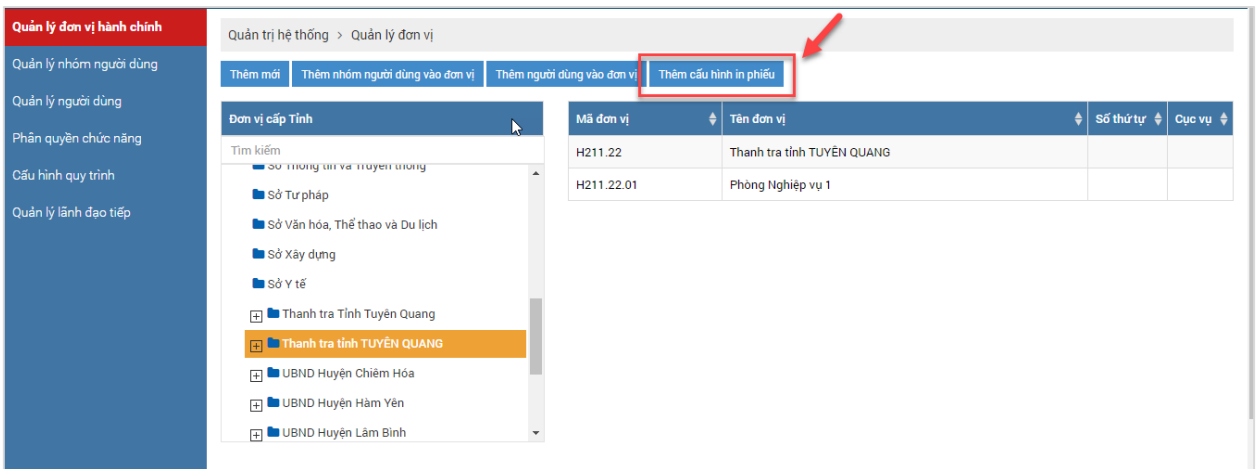 Quản lý đơn vị hành chính
Quản lý nhóm người dùng
Quản lý người dùng
Phân quyền chức năng
Cấu hình quy trình
Quản lý lãnh đạo tiếp
Quản trị hệ thống > Quản lý đơn vị
Thêm mới Thêm nhóm người dùng vào đơn vị Thêm người dùng vào đơn vị Thêm cấu hình in phiếu
Đơn vị cấp Tỉnh
Tìm kiếm
Sở Thông tin và Truyền thông
Sở Tư pháp
Sở Văn hóa, Thể thao và Du lịch
Sở Xây dựng
Sở Y tế
Thanh tra Tỉnh Tuyên Quang
Thanh tra tỉnh TUYÊN QUANG
UBND Huyện Chiêm Hóa
UBND Huyện Hàm Yên
UBND Huyện Lâm Bình
Mã đơn vị Tên đơn vị Số thứ tự Cục vụ
H211.22 Thanh tra tỉnh TUYÊN QUANG
H211.22.01 Phòng Nghiệp vụ 1